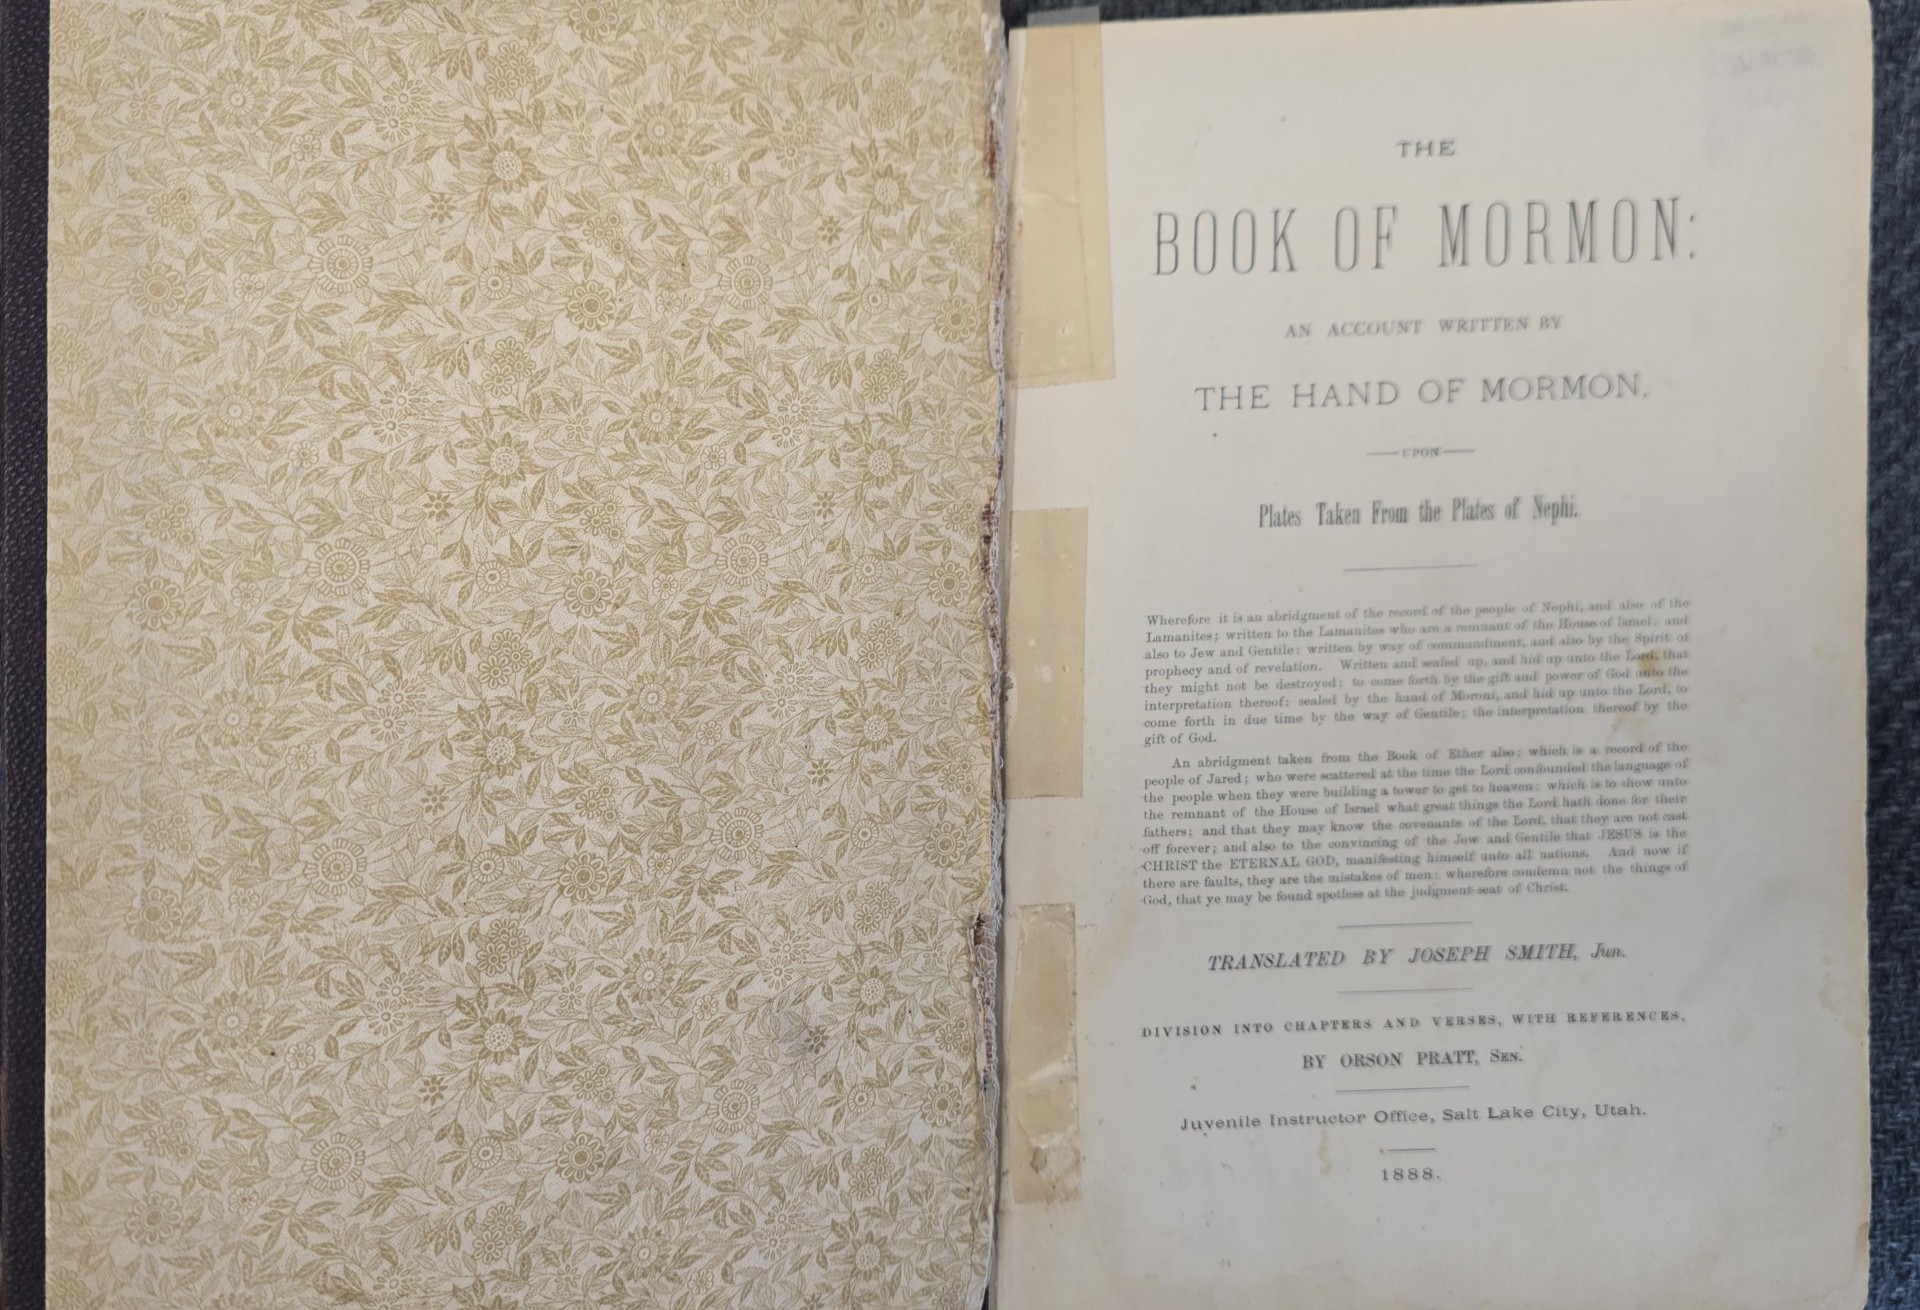 THE
BOOK OF MORMON:
AN ACCOUNT WRITTEN BY
THE HAND OF MORMON.
UPON
Plates Taken From the Plates of Nephi.
Wherefore it is an abridgment of the record of the people of Nephi, and also of the
Lamanites; written to the Lamanites who are a remnant of the House of Israel; and
also to Jew and Gentile: written by way of commandment, and also by the Spirit of
prophecy and of revelation. Written and sealed up, and hid up unto the Lord, that
they might not be destroyed; to come forth by the gift and power of God unto the
interpretation thereof: sealed by the hand of Moroni, and hid up unto the Lord, to
come forth in due time by the way of Gentile; the interpretation thereof by the
gift of God.
An abridgment taken from the Book of Ether also; which is a record of the
people of Jared; who were scattered at the time the Lord confounded the language of
the people when they were building a tower to get to heaven: which is to show unto
the remnant of the House of Israel what great things the Lord hath done for their
fathers; and that they may know the covenants of the Lord, that they are not cast
off forever; and also to the convincing of the Jew and Gentile that JESUS is the
CHRIST the ETERNAL GOD, manifesting himself unto all nations. And now if
there are faults, they are the mistakes of men: wherefore condemn not the things of
God, that ye may be found spotless at the judgment-seat of Christ.
TRANSLATED BY JOSEPH SMITH, Jun.
DIVISION INTO CHAPTERS AND VERSES, WITH REFERENCES,
BY ORSON PRATT, SEN.
Juvenile Instructor Office, Salt Lake City, Utah.
1888.